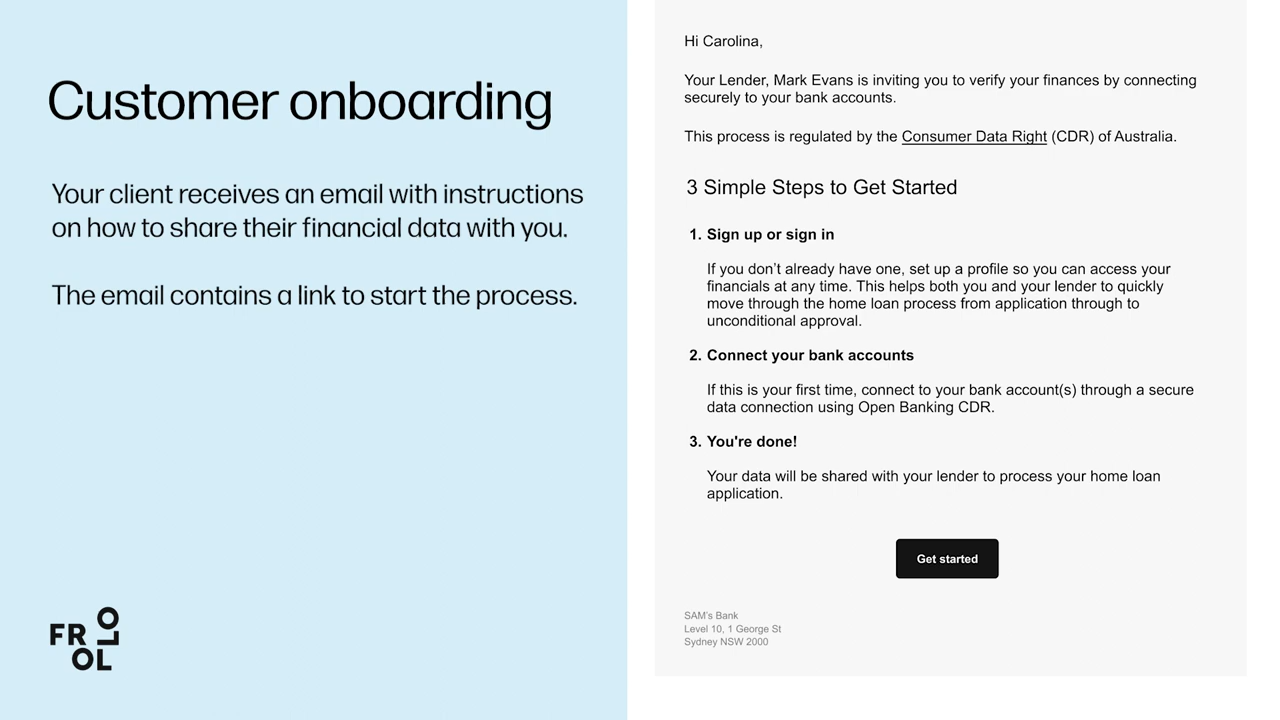 Customer onboarding
Your client receives an email with instructions
on how to share their financial data with you.
The email contains a link to start the process.
FROLLO
Hi Carolina,
Your Lender, Mark Evans is inviting you to verify your finances by connecting
securely to your bank accounts.
This process is regulated by the Consumer Data Right (CDR) of Australia.
3 Simple Steps to Get Started
1. Sign up or sign in
If you don’t already have one, set up a profile so you can access your
financials at any time. This helps both you and your lender to quickly
move through the home loan process from application through to
unconditional approval.
2. Connect your bank accounts
If this is your first time, connect to your bank account(s) through a secure
data connection using Open Banking CDR.
3. You're done!
Your data will be shared with your lender to process your home loan
application.
Get started
SAM’s Bank
Level 10, 1 George St
Sydney NSW 2000